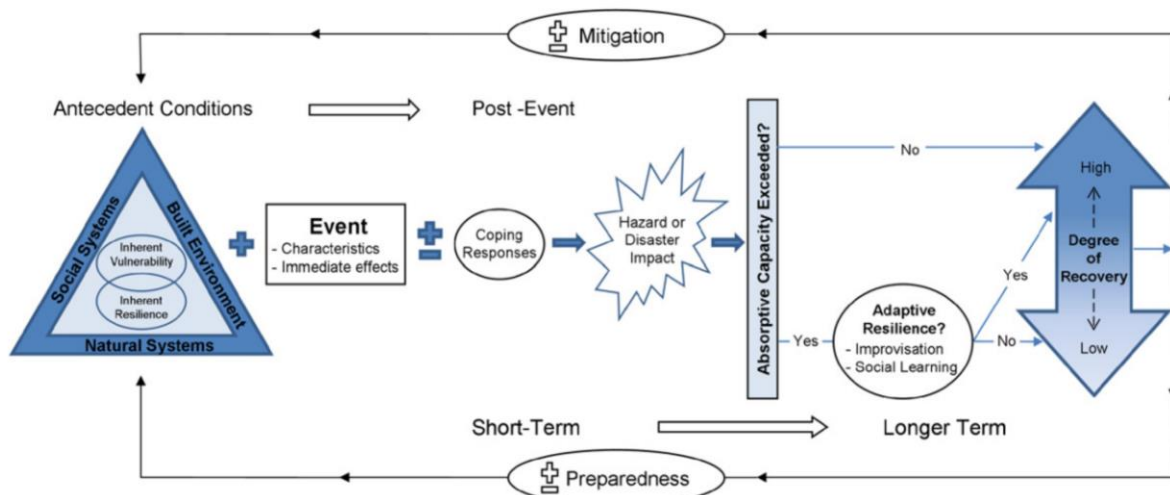 Mitigation
Antecedent Conditions
Post -Event
Social Systems
Built Environment
Natural Systems
Inherent
Vulnerability
Inherent
Resilience
Event
- Characteristics
- Immediate effects
Coping
Responses
Hazard or
Disaster
Impact
Absorptive Capacity Exceeded?
No
Yes
Adaptive
Resilience?
- Improvisation
- Social Learning
Yes
No
High
Degree
of
Recovery
Low
Short-Term
Longer Term
Preparedness